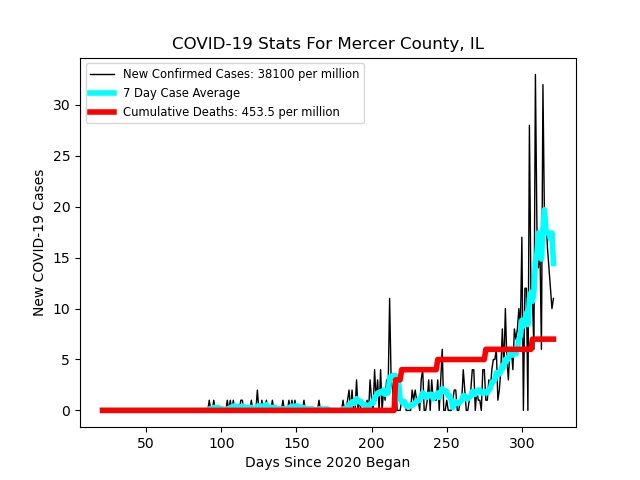 COVID-19 Stats For Mercer County, IL
New Confirmed Cases: 38100 per million
7 Day Case Average
Cumulative Deaths: 453.5 per million
New COVID-19 Cases
30
25
20
15
10
5
0
50 100 150 200 250 300
Days Since 2020 Began